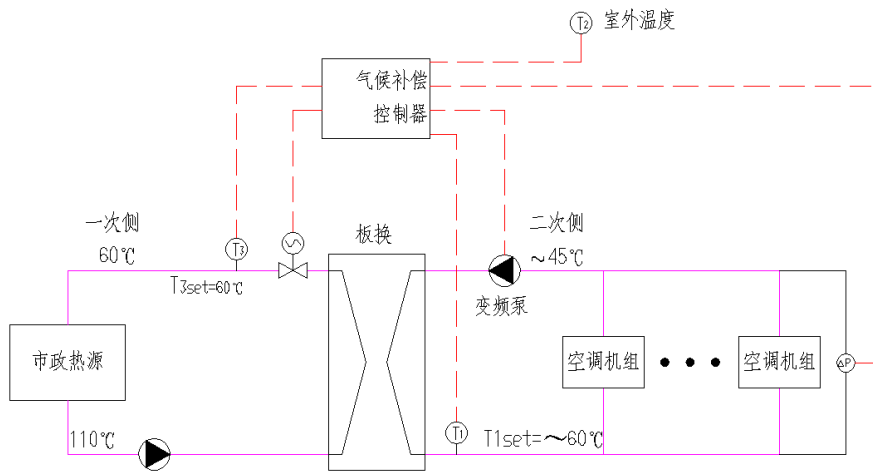 T2 室外温度
气候补偿
控制器
一次侧
60℃
T3
T3set=60℃
板换
二次侧
~45℃
变频泵
市政热源
空调机组
空调机组
ΔP
110℃
T1
T1set=~60℃